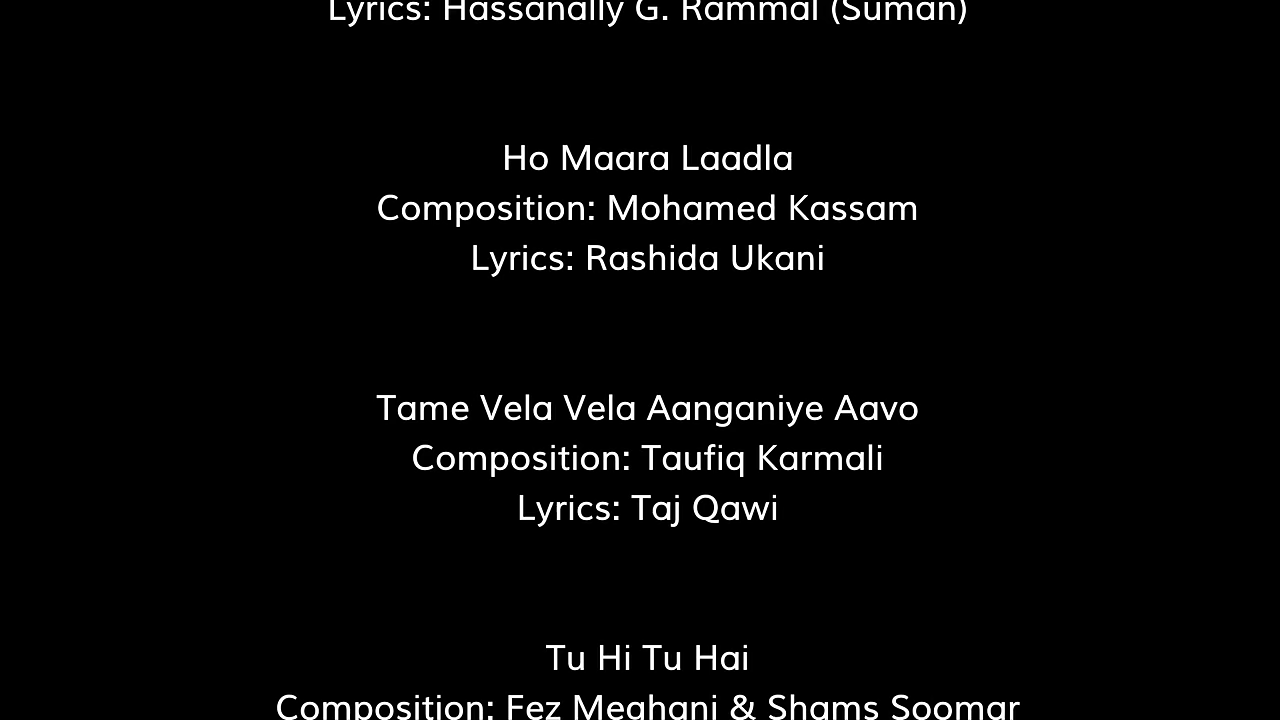 Lyrics: Hassanally G. Rammal (Suman)
Ho Maara Laadla
Composition: Mohamed Kassam
Lyrics: Rashida Ukani
Tame Vela Vela Aanganiye Aavo
Composition: Taufiq Karmali
Lyrics: Taj Qawi
Tu Hi Tu Hai
Composition: Fez Meghani & Shams Soomar